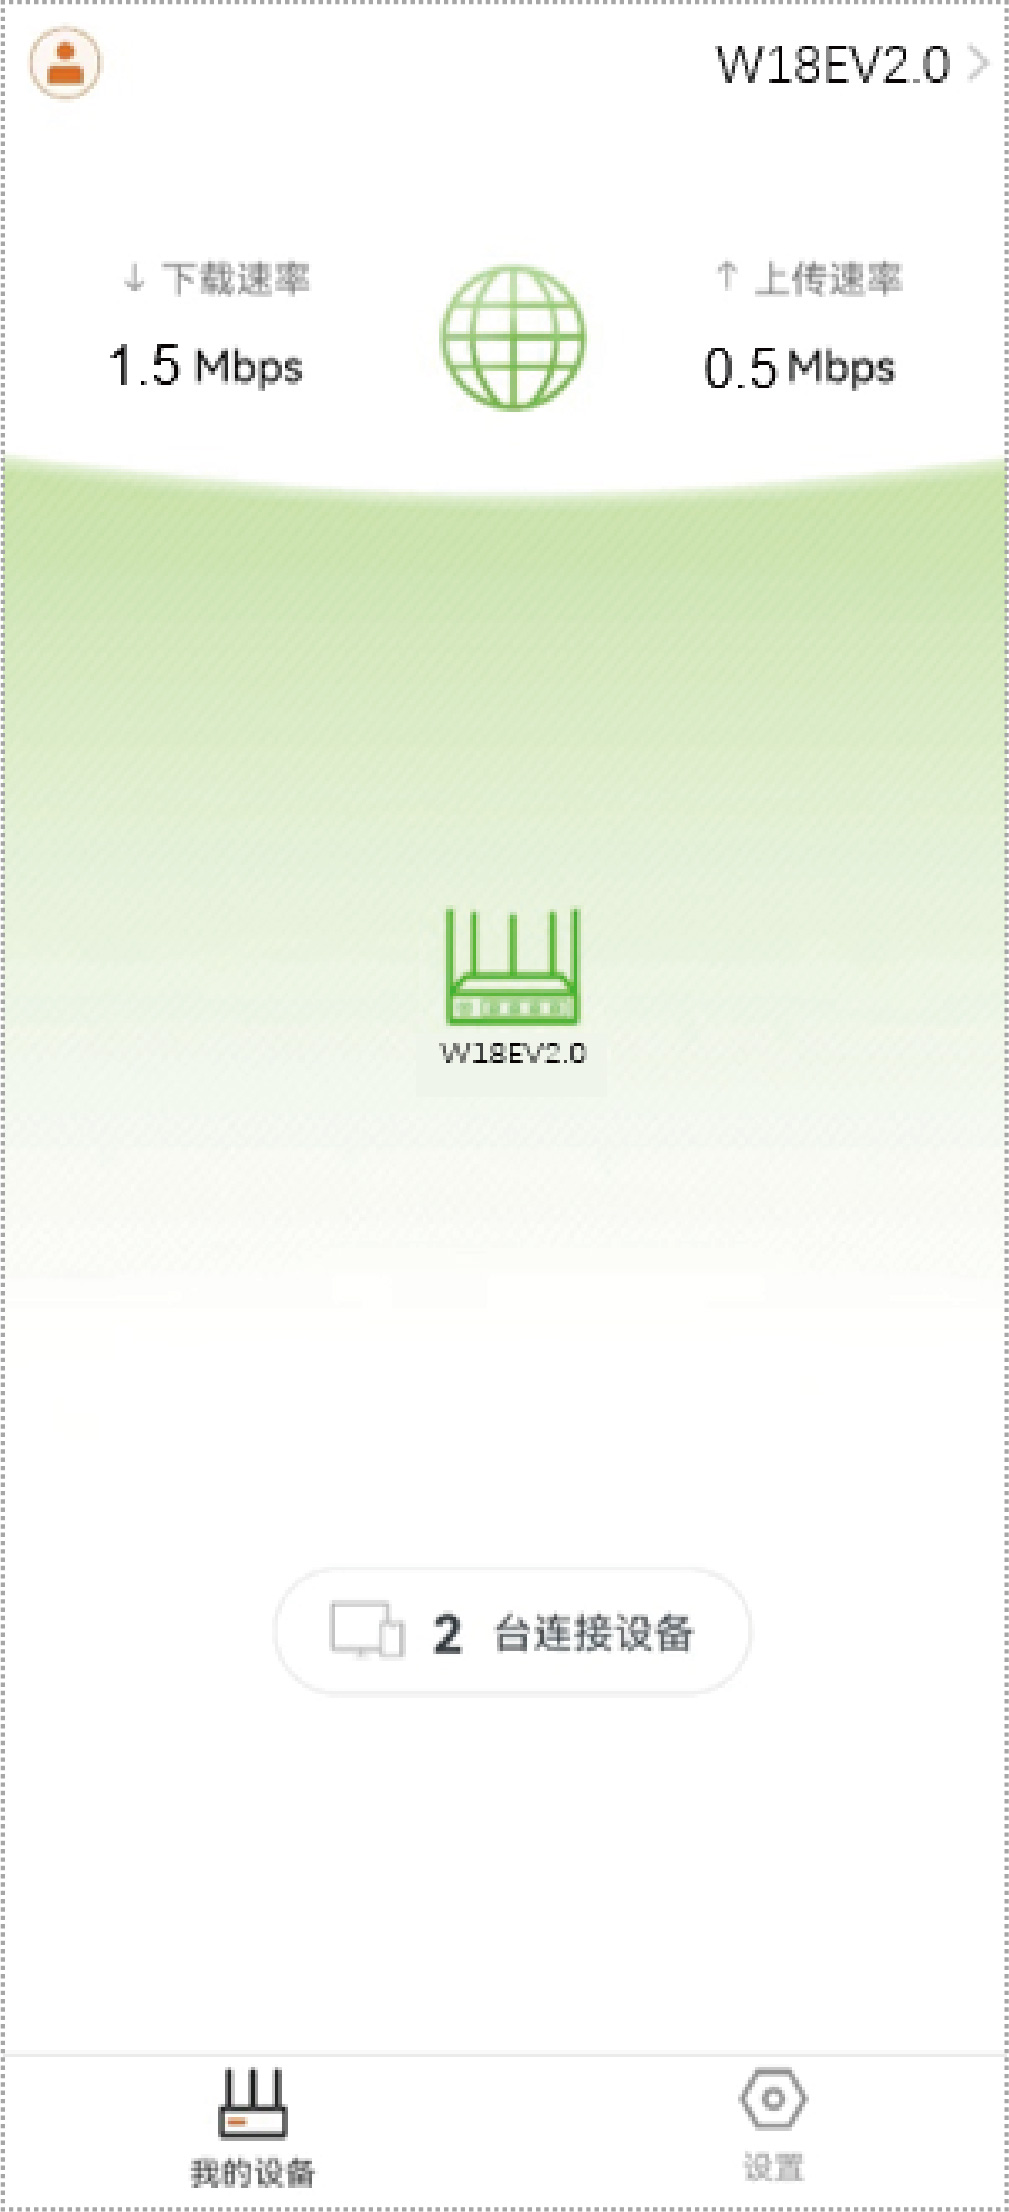 W18EV2.0
↓ 下载速率
↑ 上传速率
1.5 Mbps
0.5 Mbps
W18EV2.0
2 台连接设备
我的设备
设置